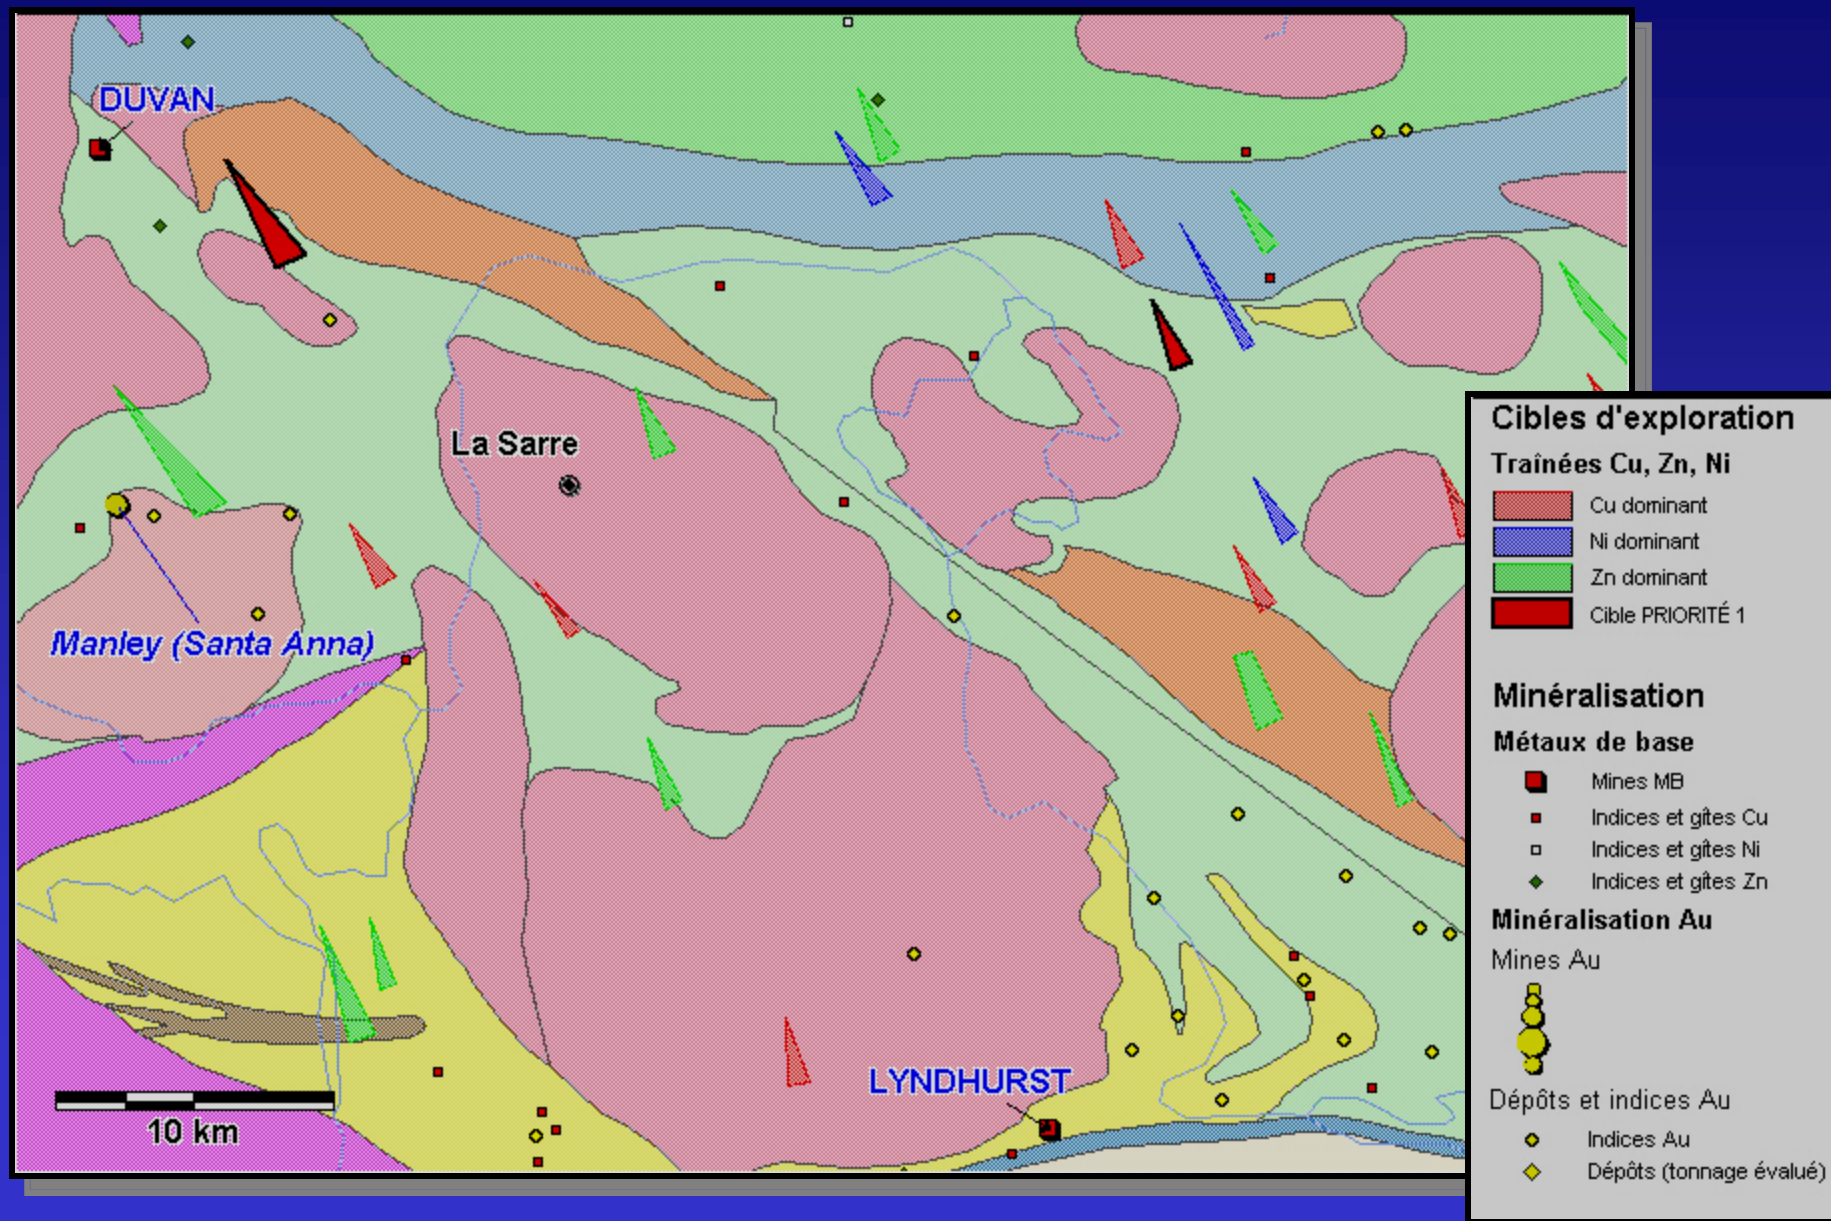 DUVAN
La Sarre
Manley (Santa Anna)
LYNDHURST
10 km
Cibles d'exploration
Traînées Cu, Zn, Ni
Cu dominant
Ni dominant
Zn dominant
Cible PRIORITÉ 1
Minéralisation
Métaux de base
Mines MB
Indices et gîtes Cu
Indices et gîtes Ni
Indices et gîtes Zn
Minéralisation Au
Mines Au
Dépôts et indices Au
Indices Au
Dépôts (tonnage évalué)